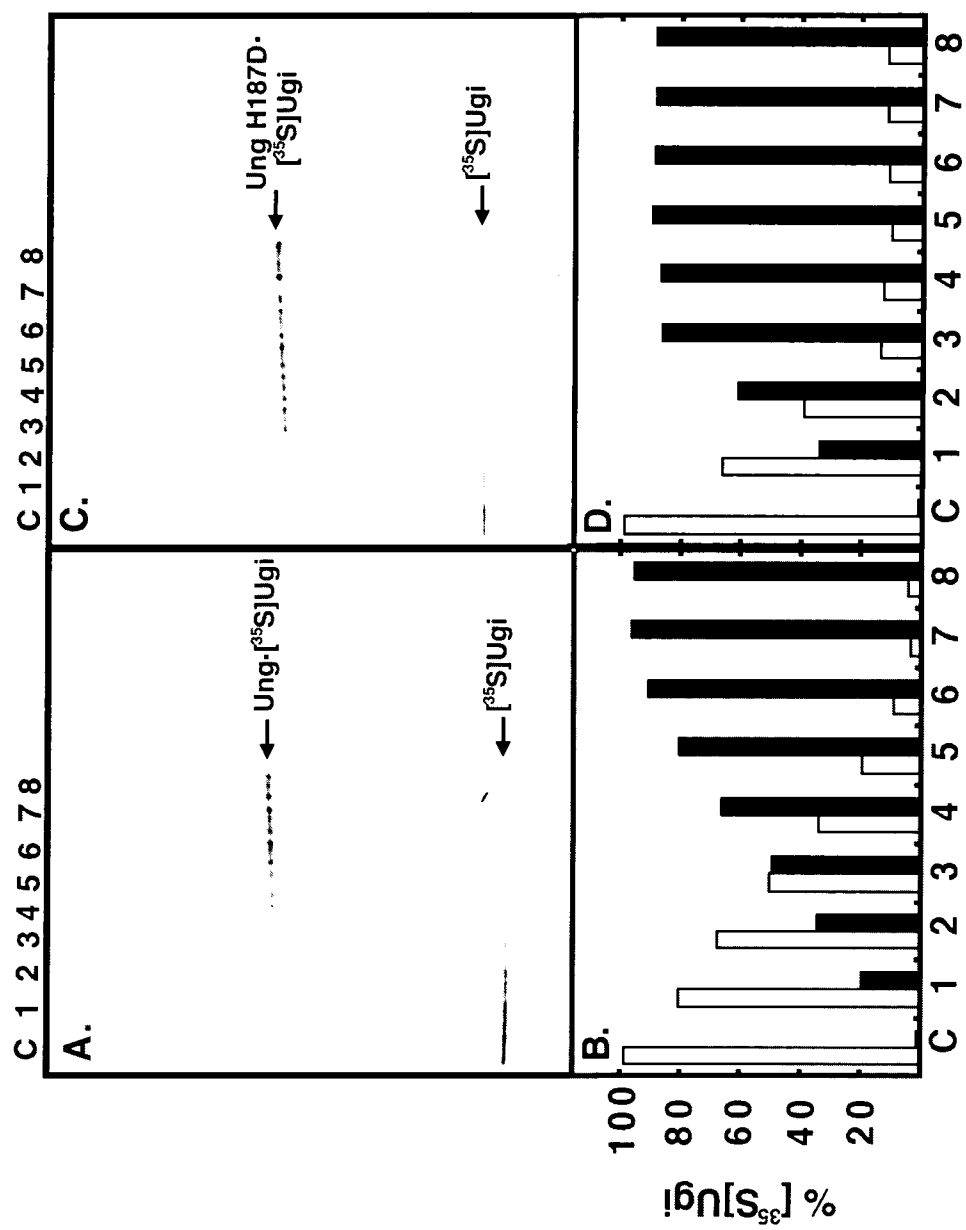 C 1 2 3 4 5 6 7 8
A.
Ung·[³⁵S]Ugi
[³⁵S]Ugi
C 1 2 3 4 5 6 7 8
C.
Ung H187D·
[³⁵S]Ugi
[³⁵S]Ugi
B.
% [³⁵S]Ugi
100
80
60
40
20
C 1 2 3 4 5 6 7 8
D.
C 1 2 3 4 5 6 7 8